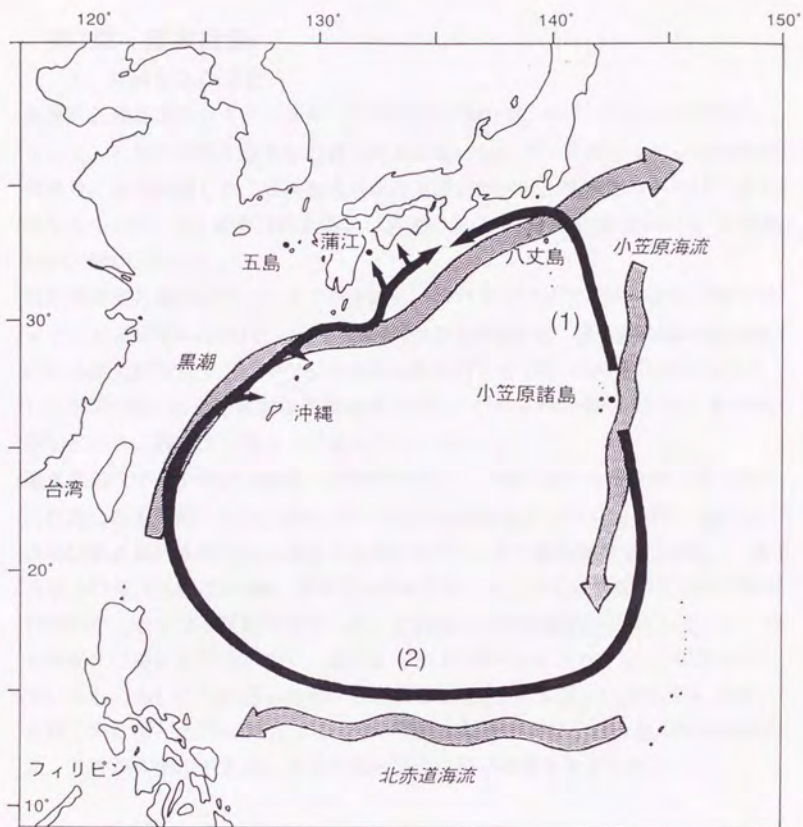 120° 130° 140° 150°
小笠原海流
蒲江
五島
八丈島
30°
(1)
黒潮
小笠原諸島
沖縄
台湾
20°
(2)
フィリピン
北赤道海流
10°